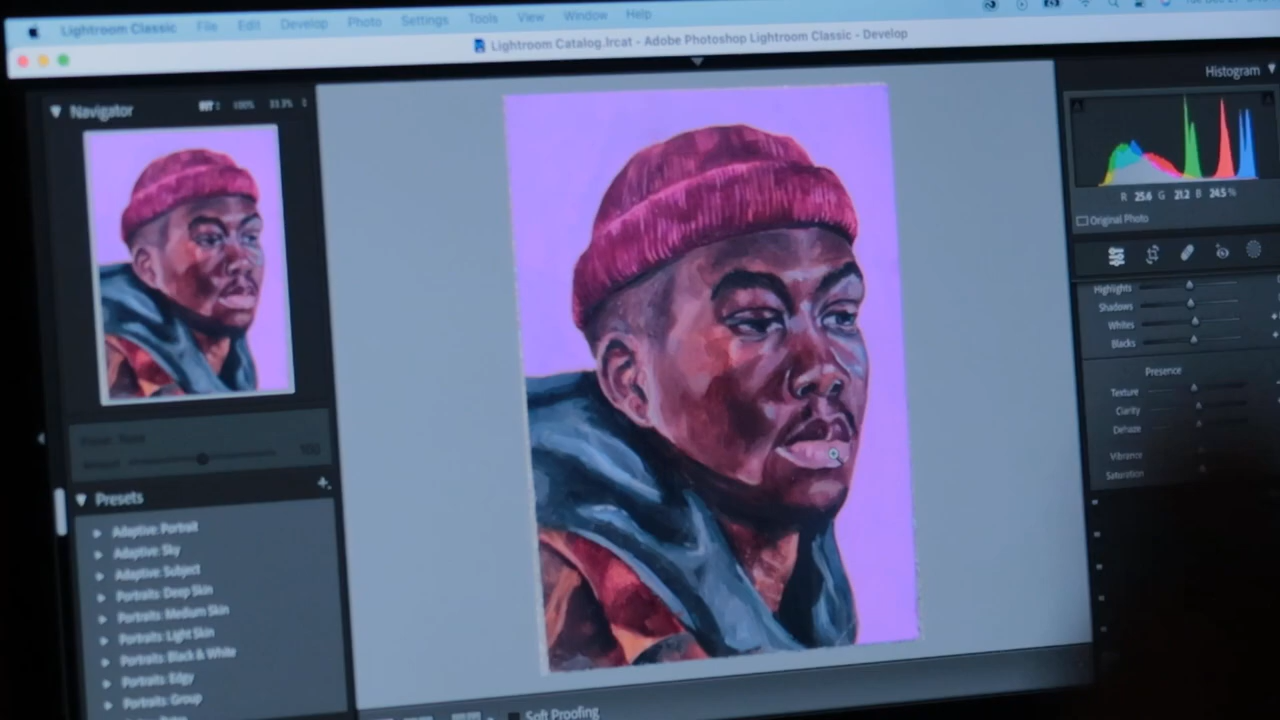 Lightroom Classic File Edit Develop Photo Settings Tools View Window Help
Lightroom Catalog.lrcat - Adobe Photoshop Lightroom Classic - Develop
Navigator
100% 33.3%
Histogram
R 25.6 G 21.2 B 24.5 %
Original Photo
Highlights
Shadows
Whites
Blacks
Presence
Texture
Clarity
Dehaze
Vibrance
Saturation
100
Presets
Adaptive: Portrait
Adaptive: Sky
Adaptive: Subject
Portraits: Deep Skin
Portraits: Medium Skin
Portraits: Light Skin
Portraits: Black & White
Portraits: Edgy
Portraits: Group
Soft Proofing